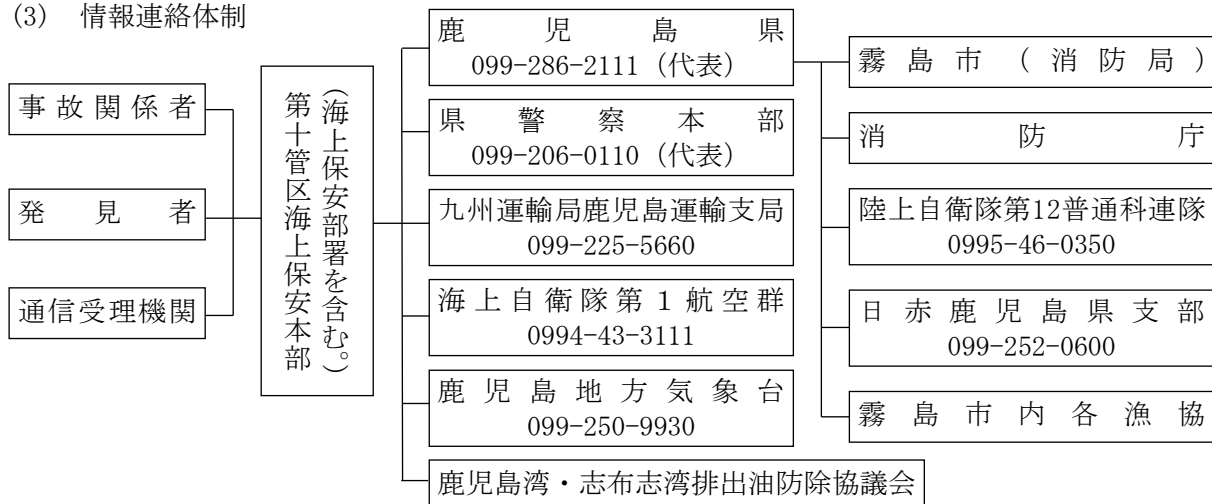 (3) 情報連絡体制
事故関係者
発見者
通信受理機関
第十管区海上保安本部
（海上保安部署を含む。）
鹿児島県
099-286-2111（代表）
県警察本部
099-206-0110（代表）
九州運輸局鹿児島運輸支局
099-225-5660
海上自衛隊第１航空群
0994-43-3111
鹿児島地方気象台
099-250-9930
鹿児島湾・志布志湾排出油防除協議会
霧島市（消防局）
消防庁
陸上自衛隊第12普通科連隊
0995-46-0350
日赤鹿児島県支部
099-252-0600
霧島市内各漁協